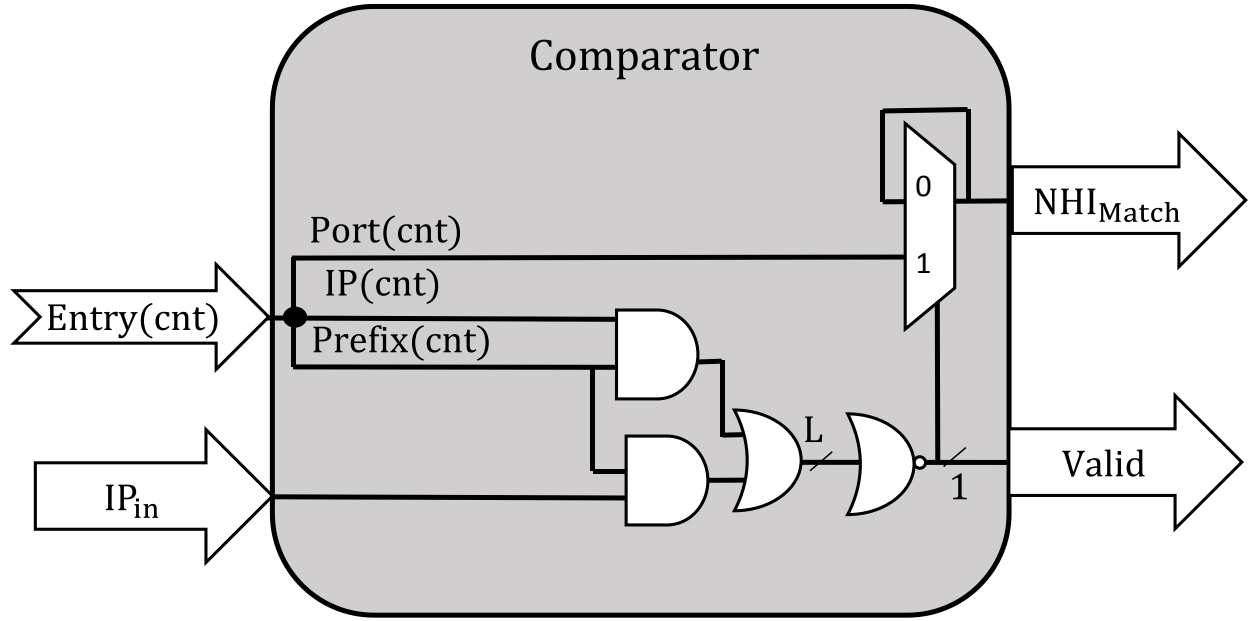 Comparator
0
NHIMatch
Port(cnt)
1
IP(cnt)
Entry(cnt)
Prefix(cnt)
L
Valid
1
IPin